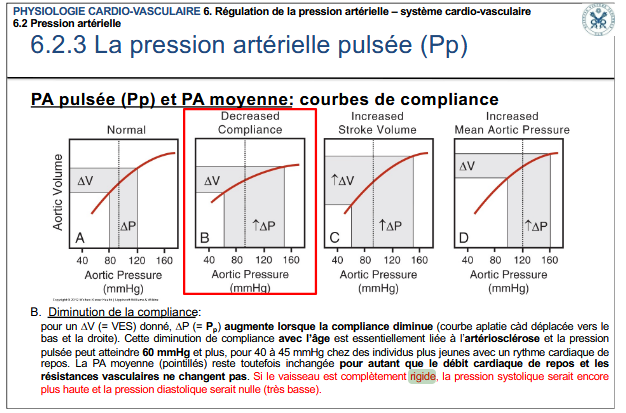 PHYSIOLOGIE CARDIO-VASCULAIRE 6. Régulation de la pression artérielle – système cardio-vasculaire
6.2 Pression artérielle
6.2.3 La pression artérielle pulsée (Pp)
PA pulsée (Pp) et PA moyenne: courbes de compliance
Normal
Decreased
Compliance
Increased
Stroke Volume
Increased
Mean Aortic Pressure
Aortic Volume
ΔV
ΔP
A
40 80 120 160
Aortic Pressure
(mmHg)
ΔV
↑ΔP
B
40 80 120 160
Aortic Pressure
(mmHg)
↑ΔV
↑ΔP
C
40 80 120 160
Aortic Pressure
(mmHg)
ΔV
↑ΔP
D
40 80 120 160
Aortic Pressure
(mmHg)
B. Diminution de la compliance:
pour un ΔV (= VES) donné, ΔP (= Pp) augmente lorsque la compliance diminue (courbe aplatie càd déplacée vers le
bas et la droite). Cette diminution de compliance avec l'âge est essentiellement liée à l'artériosclérose et la pression
pulsée peut atteindre 60 mmHg et plus, pour 40 à 45 mmHg chez des individus plus jeunes avec un rythme cardiaque de
repos. La PA moyenne (pointillés) reste toutefois inchangée pour autant que le débit cardiaque de repos et les
résistances vasculaires ne changent pas. Si le vaisseau est complètement rigide, la pression systolique serait encore
plus haute et la pression diastolique serait nulle (très basse).